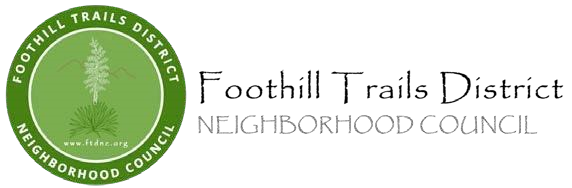 FOOTHILL TRAILS DISTRICT
www.ftdnc.org
NEIGHBORHOOD COUNCIL
Foothill Trails District
NEIGHBORHOOD COUNCIL